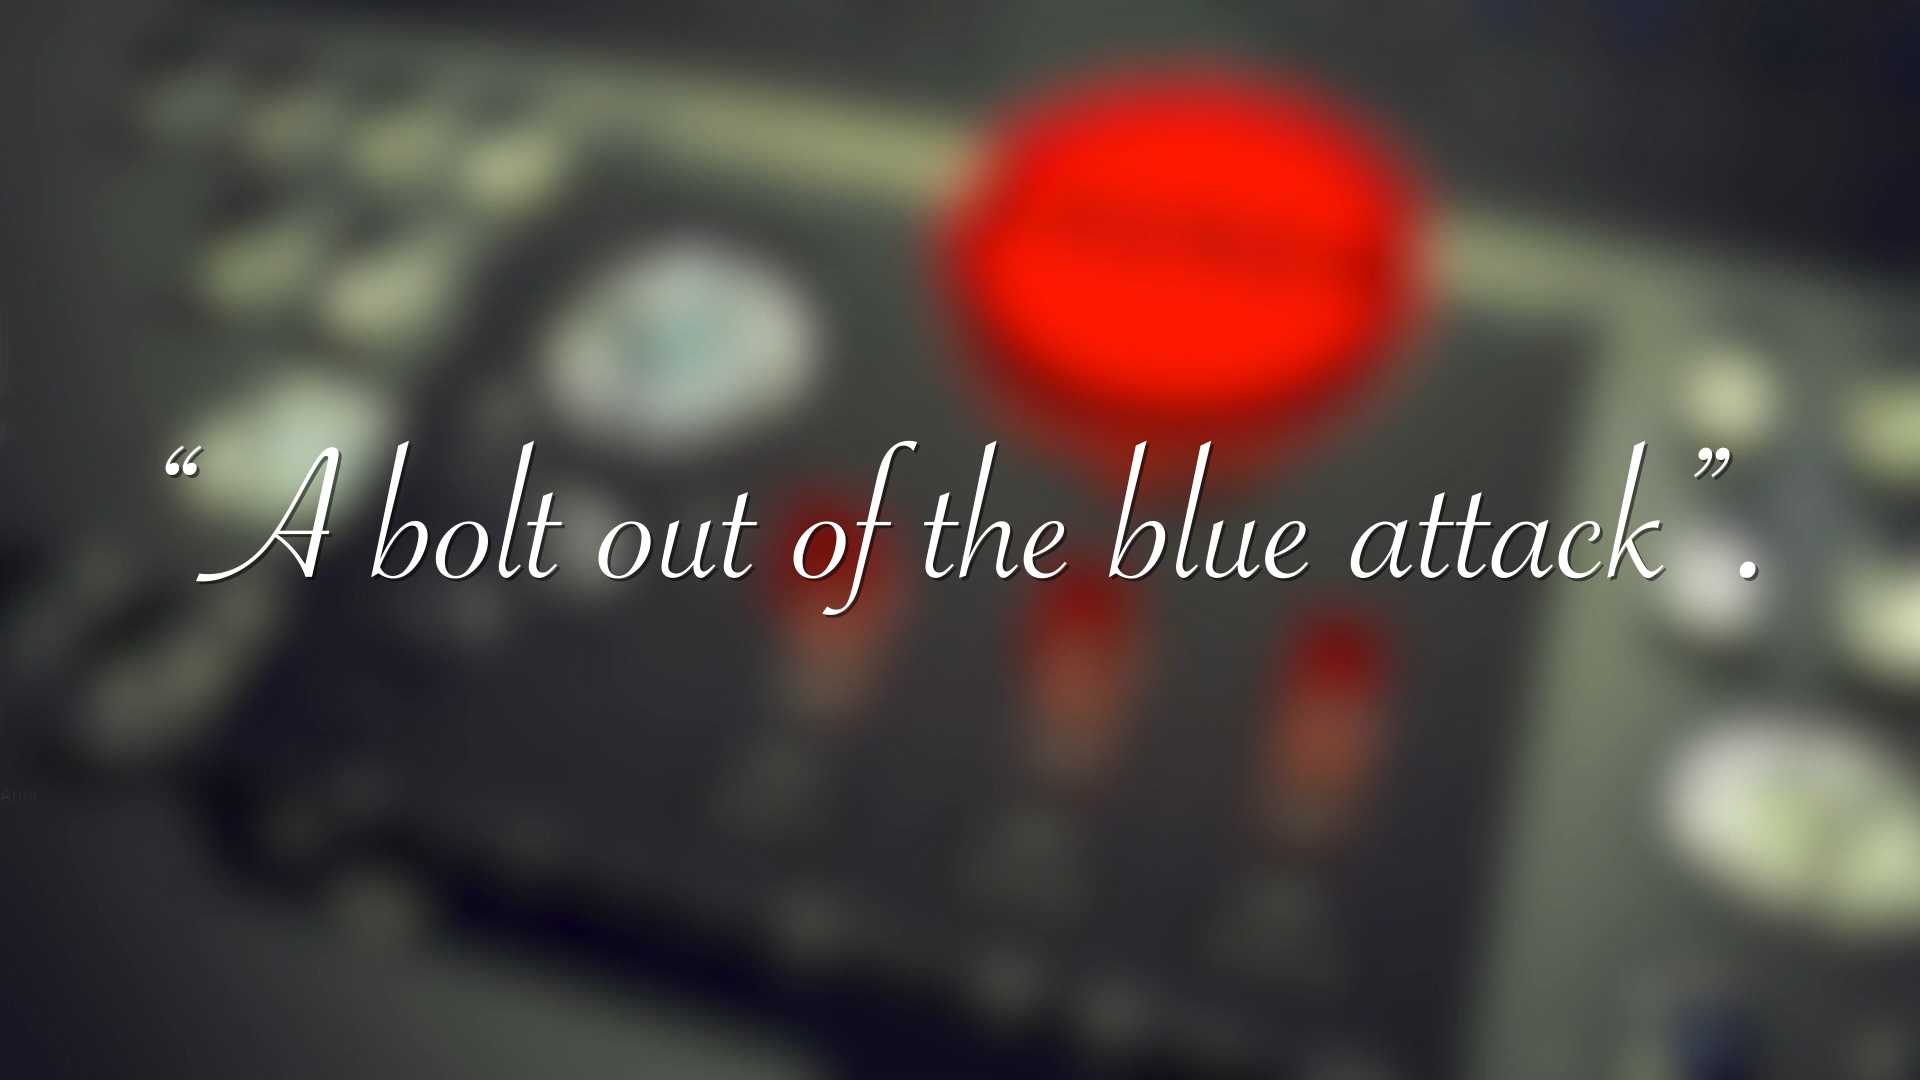 “A bolt out of the blue attack”.